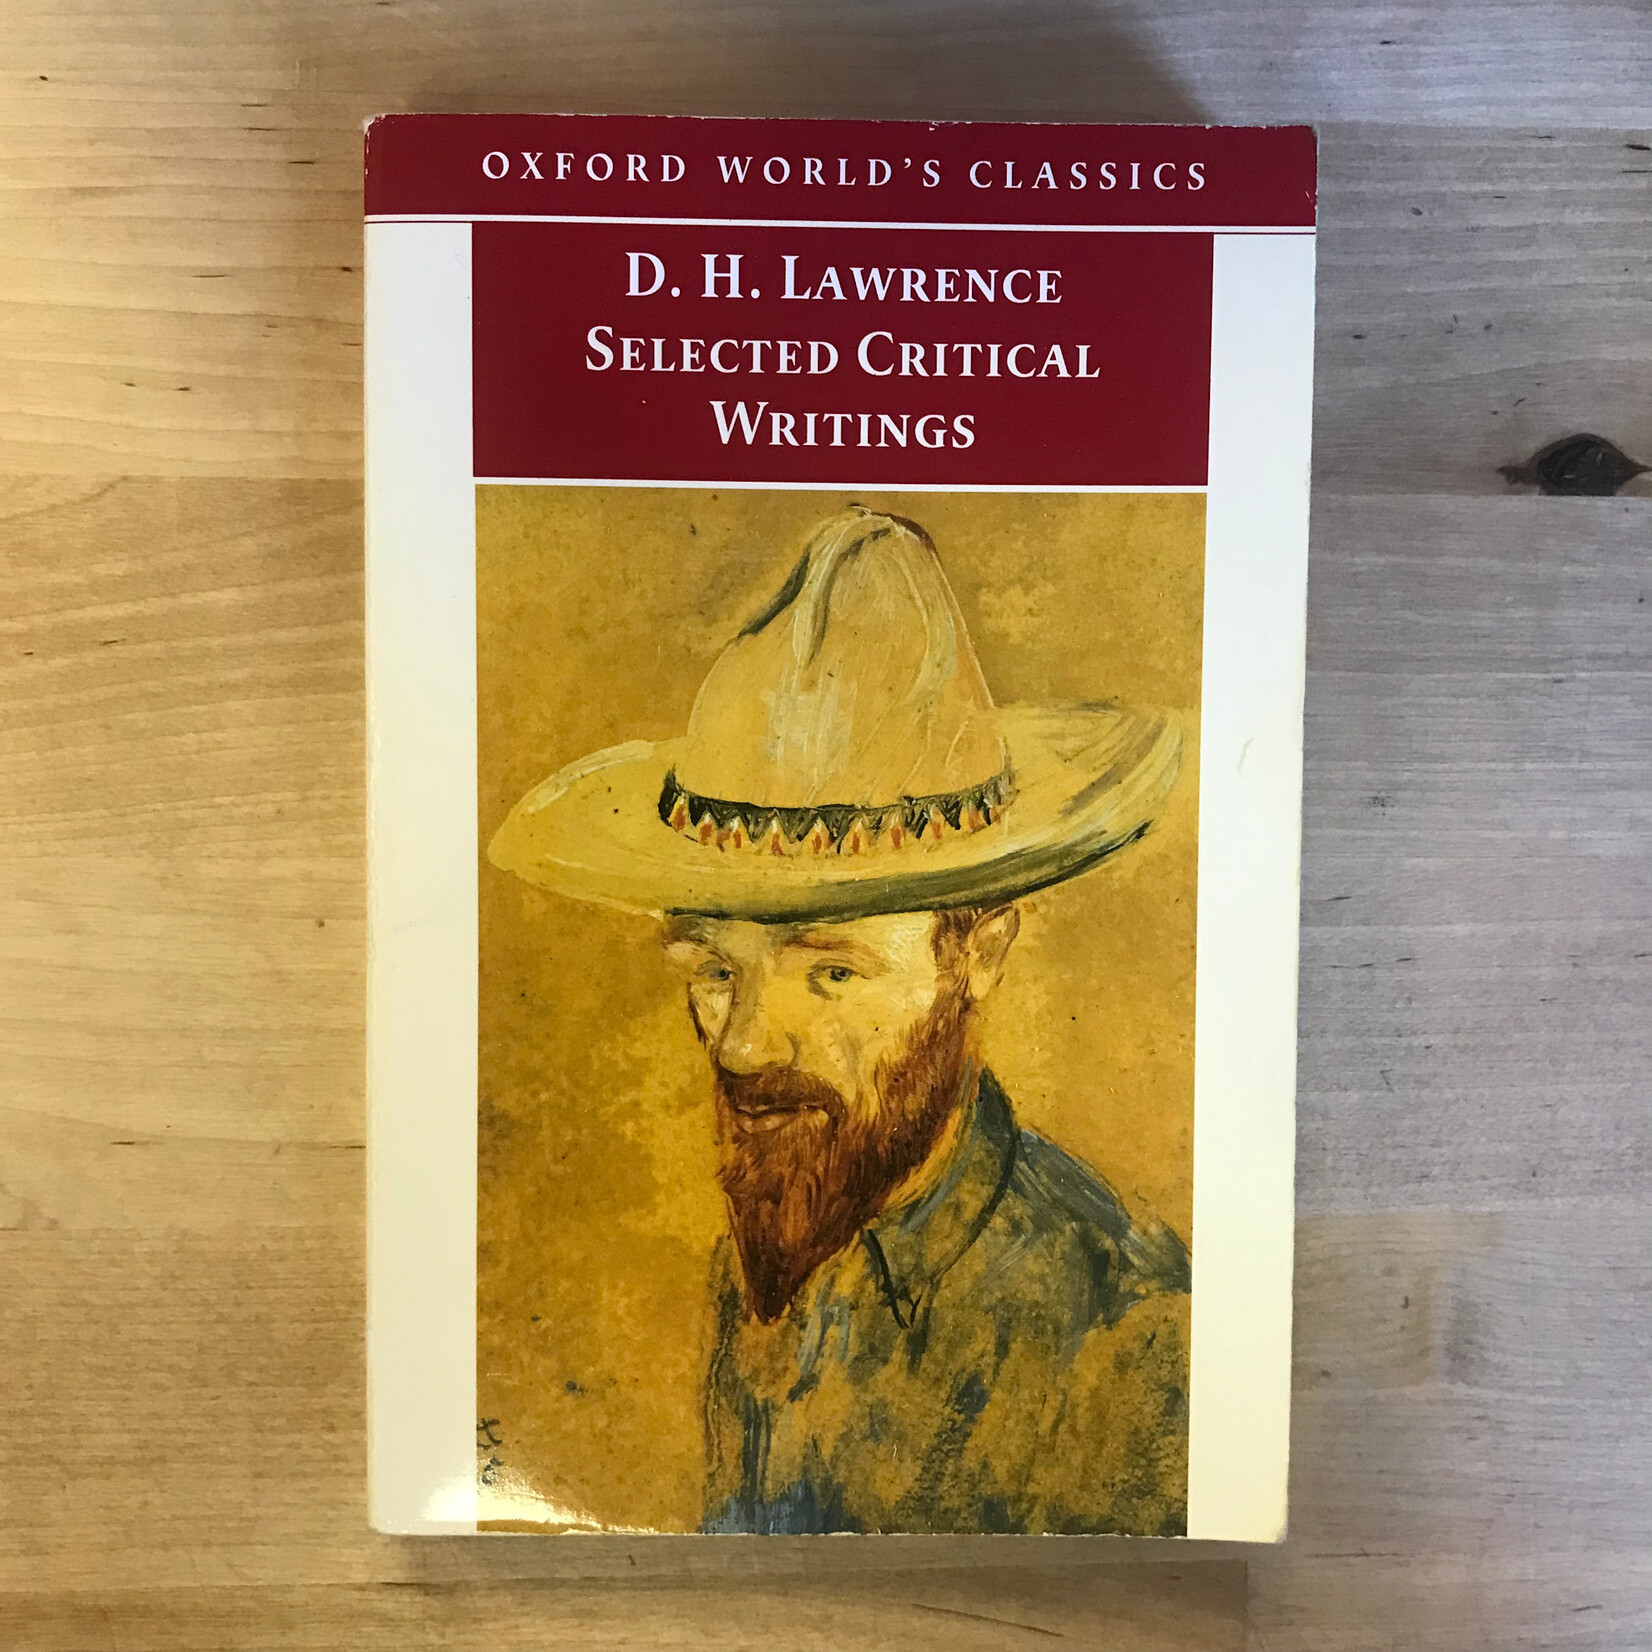 OXFORD WORLD'S CLASSICS
D. H. LAWRENCE
SELECTED CRITICAL
WRITINGS